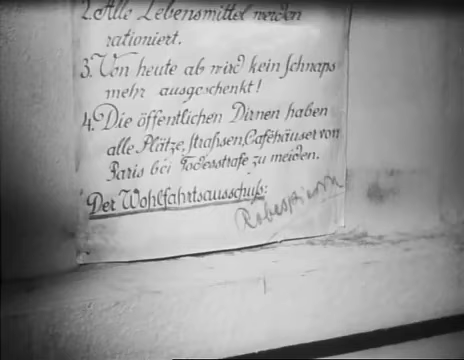 2. Alle Lebensmittel werden
rationiert.
3. Von heute ab wird kein Schnaps
mehr ausgeschenkt!
4. Die öffentlichen Dirnen haben
alle Plätze, Straßen, Caféhäuser von
Paris bei Todesstrafe zu meiden.
Der Wohlfahrtsausschuß:
Robespierre